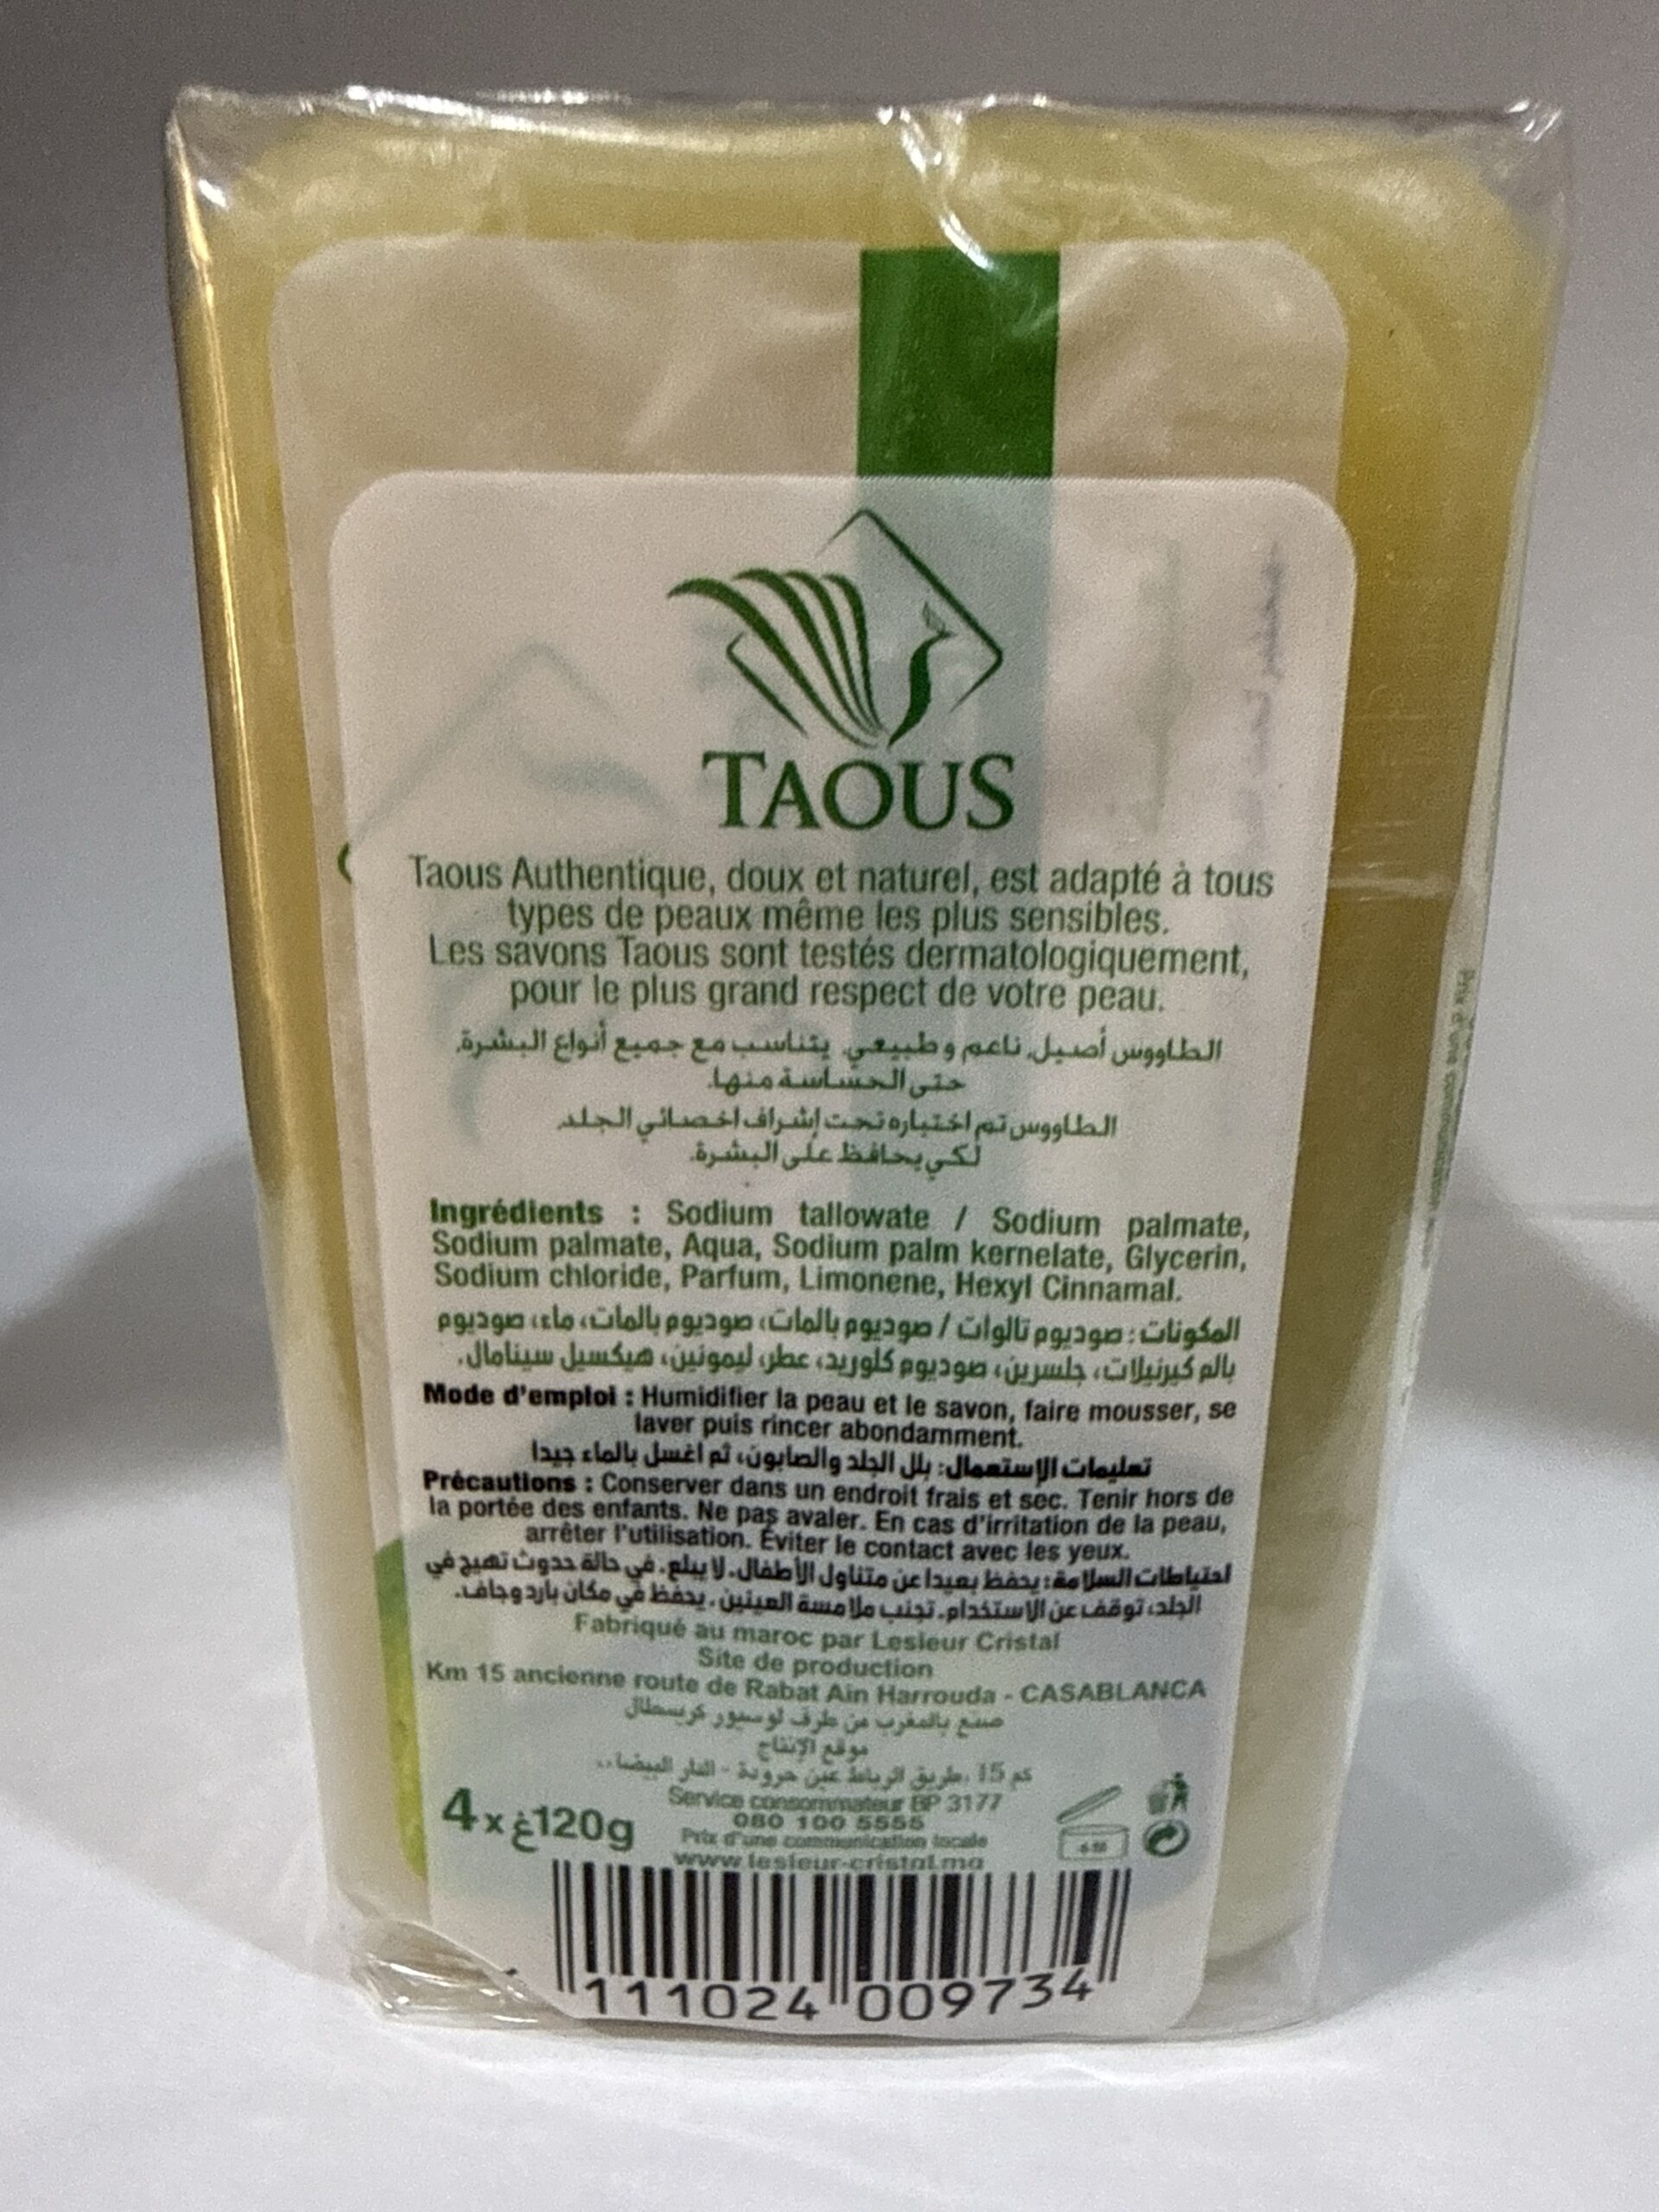 TAOUS
Taous Authentique, doux et naturel, est adapté à tous
types de peaux même les plus sensibles.
Les savons Taous sont testés dermatologiquement,
pour le plus grand respect de votre peau.
الطاووس أصيل, ناعم و طبيعي, يتناسب مع جميع أنواع البشرة,
حتى الحساسة منها.
الطاووس تم اختباره تحت إشراف اخصائي الجلد
لكي يحافظ على البشرة.
Ingrédients : Sodium tallowate / Sodium palmate,
Sodium palmate, Aqua, Sodium palm kernelate, Glycerin,
Sodium chloride, Parfum, Limonene, Hexyl Cinnamal.
المكونات : صوديوم تالوات / صوديوم بالمات، صوديوم بالمات، ماء، صوديوم
بالم كيرنيلات، جلسرين، صوديوم كلوريد، عطر، ليمونين، هيكسيل سينامال.
Mode d'emploi : Humidifier la peau et le savon, faire mousser, se
laver puis rincer abondamment.
تعليمات الإستعمال: بلل الجلد والصابون، ثم اغسل بالماء جيدا
Précautions : Conserver dans un endroit frais et sec. Tenir hors de
la portée des enfants. Ne pas avaler. En cas d'irritation de la peau,
arrêter l'utilisation. Éviter le contact avec les yeux.
احتياطات السلامة: يحفظ بعيدا عن متناول الأطفال. لا يبلع. في حالة حدوث تهيج في
الجلد، توقف عن الاستخدام. تجنب ملامسة العينين. يحفظ في مكان بارد وجاف.
Fabriqué au maroc par Lesieur Cristal
Site de production
Km 15 ancienne route de Rabat Ain Harrouda - CASABLANCA
صنع بالمغرب من طرف لوسيور كريسطال
موقع الإنتاج
كم 15، طريق الرباط عين حرودة - الدار البيضاء..
Service consommateur BP 3177
080 100 5555
Prix d'une communication locale
www.lesieur-cristal.ma
4x120gغ
111024 009734
Prix d'une communication